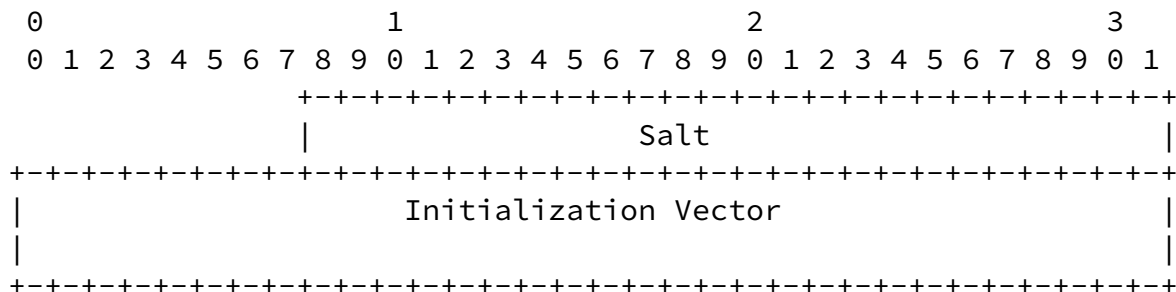 0                   1                   2                   3
 0 1 2 3 4 5 6 7 8 9 0 1 2 3 4 5 6 7 8 9 0 1 2 3 4 5 6 7 8 9 0 1
                +-+-+-+-+-+-+-+-+-+-+-+-+-+-+-+-+-+-+-+-+-+-+-+-+
                |                  Salt                         |
+-+-+-+-+-+-+-+-+-+-+-+-+-+-+-+-+-+-+-+-+-+-+-+-+-+-+-+-+-+-+-+-+
|                     Initialization Vector                     |
|                                                               |
+-+-+-+-+-+-+-+-+-+-+-+-+-+-+-+-+-+-+-+-+-+-+-+-+-+-+-+-+-+-+-+-+